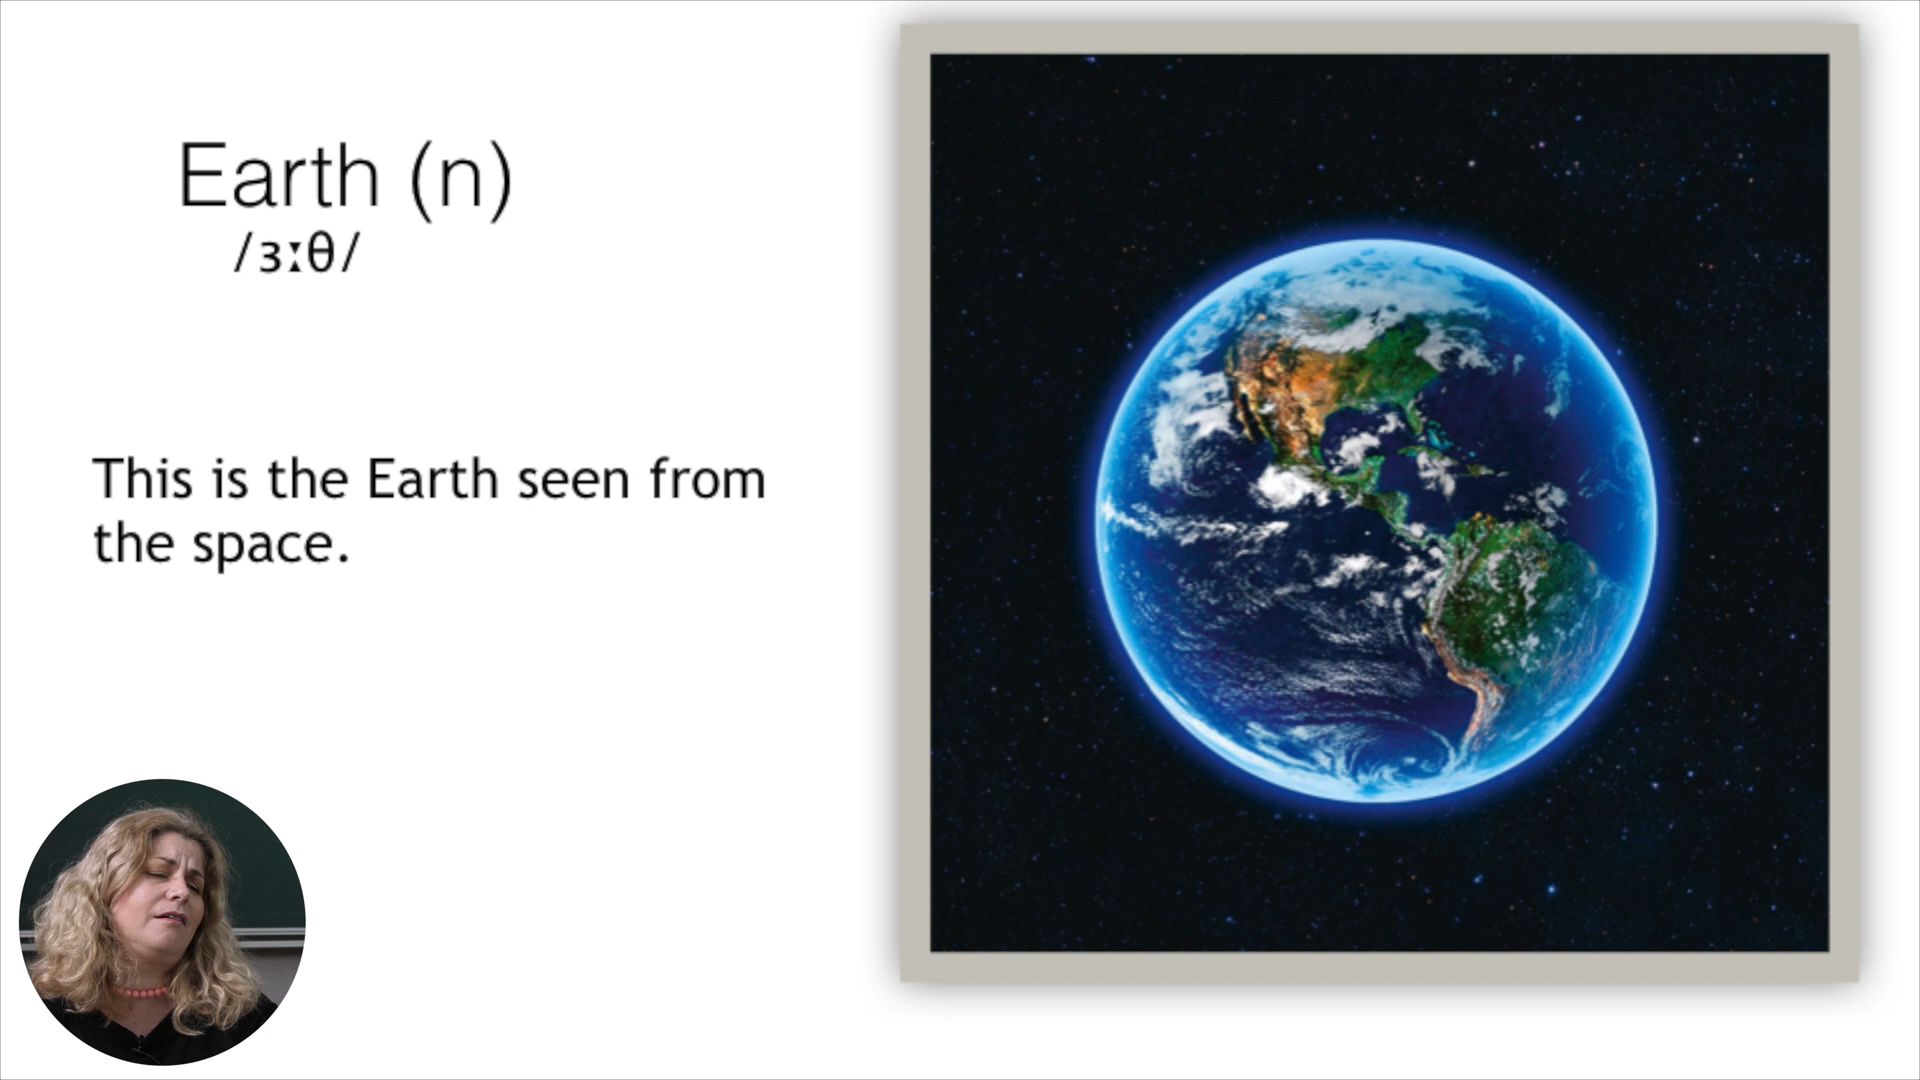 Earth (n)
/ɜːθ/
This is the Earth seen from
the space.